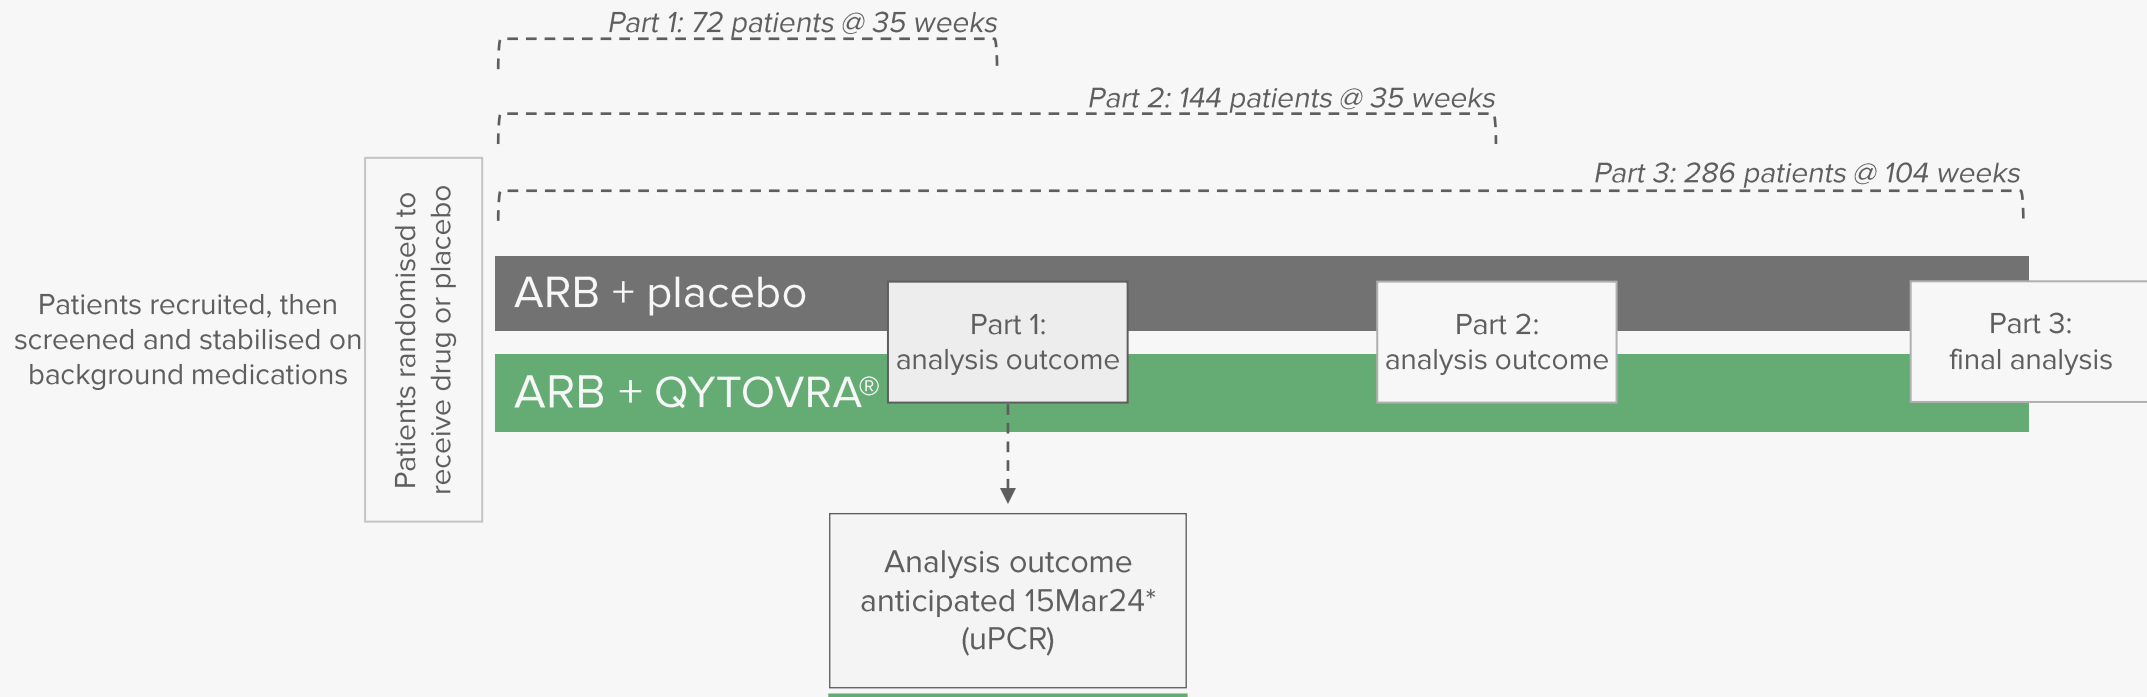 Part 1: 72 patients @ 35 weeks
Part 2: 144 patients @ 35 weeks
Part 3: 286 patients @ 104 weeks
Patients recruited, then
screened and stabilised on
background medications
Patients randomised to
receive drug or placebo
ARB + placebo
ARB + QYTOVRA®
Part 1:
analysis outcome
Part 2:
analysis outcome
Part 3:
final analysis
Analysis outcome
anticipated 15Mar24*
(uPCR)